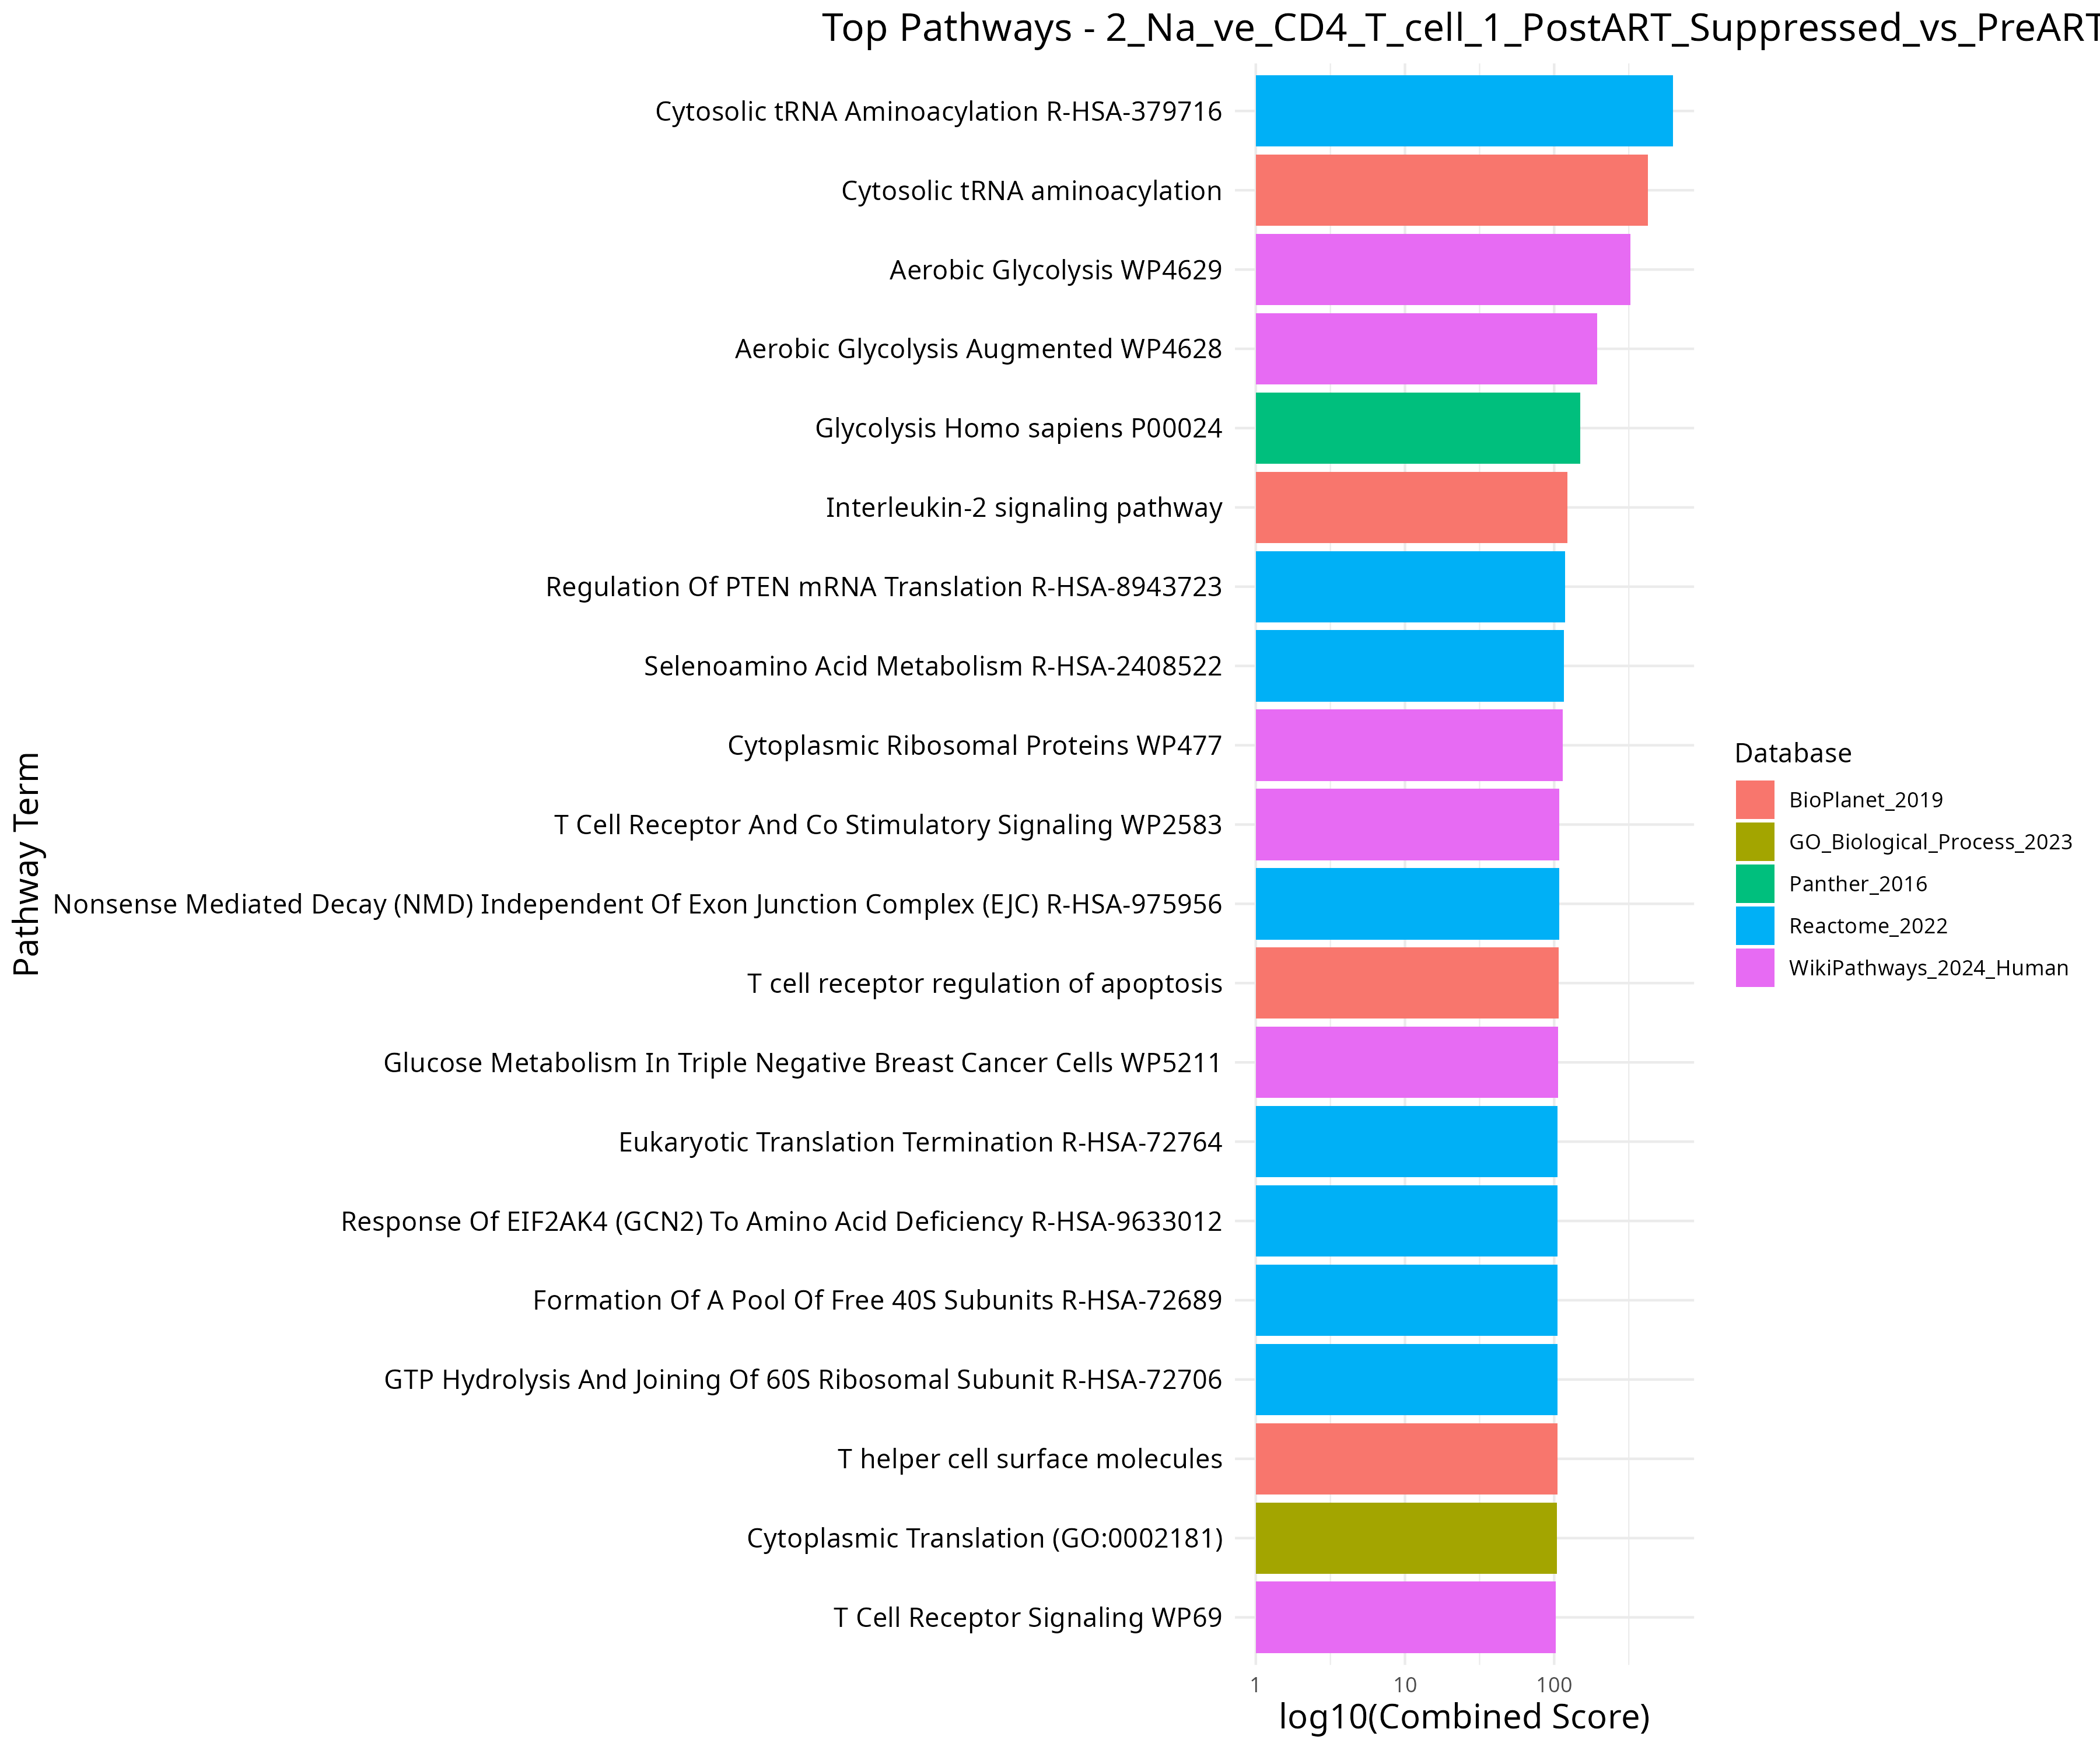 Top Pathways - 2_Na_ve_CD4_T_cell_1_PostART_Suppressed_vs_PreART
Cytosolic tRNA Aminoacylation R-HSA-379716
Cytosolic tRNA aminoacylation
Aerobic Glycolysis WP4629
Aerobic Glycolysis Augmented WP4628
Glycolysis Homo sapiens P00024
Interleukin-2 signaling pathway
Regulation Of PTEN mRNA Translation R-HSA-8943723
Selenoamino Acid Metabolism R-HSA-2408522
Cytoplasmic Ribosomal Proteins WP477
T Cell Receptor And Co Stimulatory Signaling WP2583
Nonsense Mediated Decay (NMD) Independent Of Exon Junction Complex (EJC) R-HSA-975956
T cell receptor regulation of apoptosis
Glucose Metabolism In Triple Negative Breast Cancer Cells WP5211
Eukaryotic Translation Termination R-HSA-72764
Response Of EIF2AK4 (GCN2) To Amino Acid Deficiency R-HSA-9633012
Formation Of A Pool Of Free 40S Subunits R-HSA-72689
GTP Hydrolysis And Joining Of 60S Ribosomal Subunit R-HSA-72706
T helper cell surface molecules
Cytoplasmic Translation (GO:0002181)
T Cell Receptor Signaling WP69
Pathway Term
1 10 100
log10(Combined Score)
Database
BioPlanet_2019
GO_Biological_Process_2023
Panther_2016
Reactome_2022
WikiPathways_2024_Human